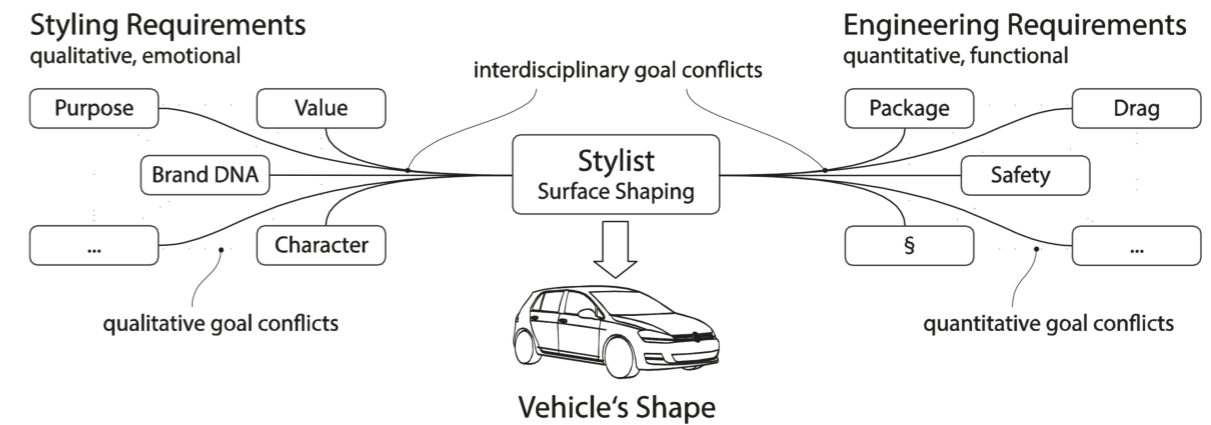 Styling Requirements
qualitative, emotional
Engineering Requirements
quantitative, functional
interdisciplinary goal conflicts
Purpose
Value
Brand DNA
...
Character
Stylist
Surface Shaping
Package
Drag
Safety
§
...
qualitative goal conflicts
quantitative goal conflicts
Vehicle‘s Shape